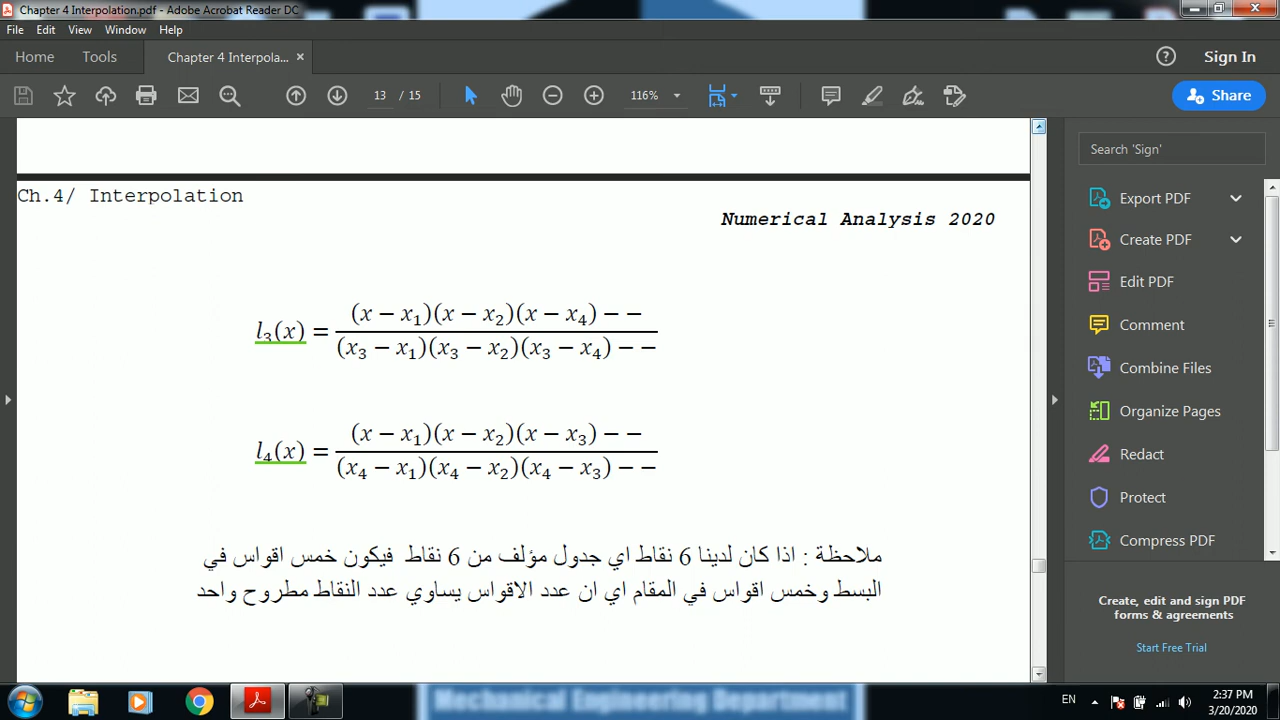 Chapter 4 Interpolation.pdf - Adobe Acrobat Reader DC
File Edit View Window Help
Home Tools Chapter 4 Interpola... × Sign In
13 / 15 116% Share
Search 'Sign'
Ch.4/ Interpolation
Numerical Analysis 2020
l₃(x) = (x − x₁)(x − x₂)(x − x₄) − −
(x₃ − x₁)(x₃ − x₂)(x₃ − x₄) − −
l₄(x) = (x − x₁)(x − x₂)(x − x₃) − −
(x₄ − x₁)(x₄ − x₂)(x₄ − x₃) − −
ملاحظة : اذا كان لدينا 6 نقاط اي جدول مؤلف من 6 نقاط فيكون خمس اقواس في
البسط وخمس اقواس في المقام اي ان عدد الاقواس يساوي عدد النقاط مطروح واحد
Export PDF
Create PDF
Edit PDF
Comment
Combine Files
Organize Pages
Redact
Protect
Compress PDF
Create, edit and sign PDF
forms & agreements
Start Free Trial
Mechanical Engineering Department
EN
2:37 PM
3/20/2020